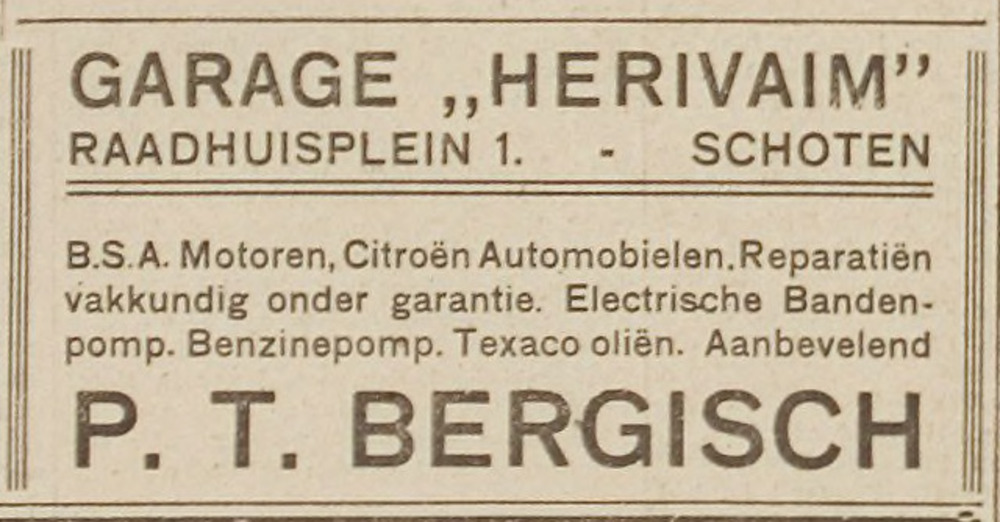 GARAGE „HERIVAIM”
RAADHUISPLEIN 1. - SCHOTEN
B.S.A. Motoren, Citroën Automobielen. Reparatiën
vakkundig onder garantie. Electrische Banden-
pomp. Benzinepomp. Texaco oliën. Aanbevelend
P. T. BERGISCH